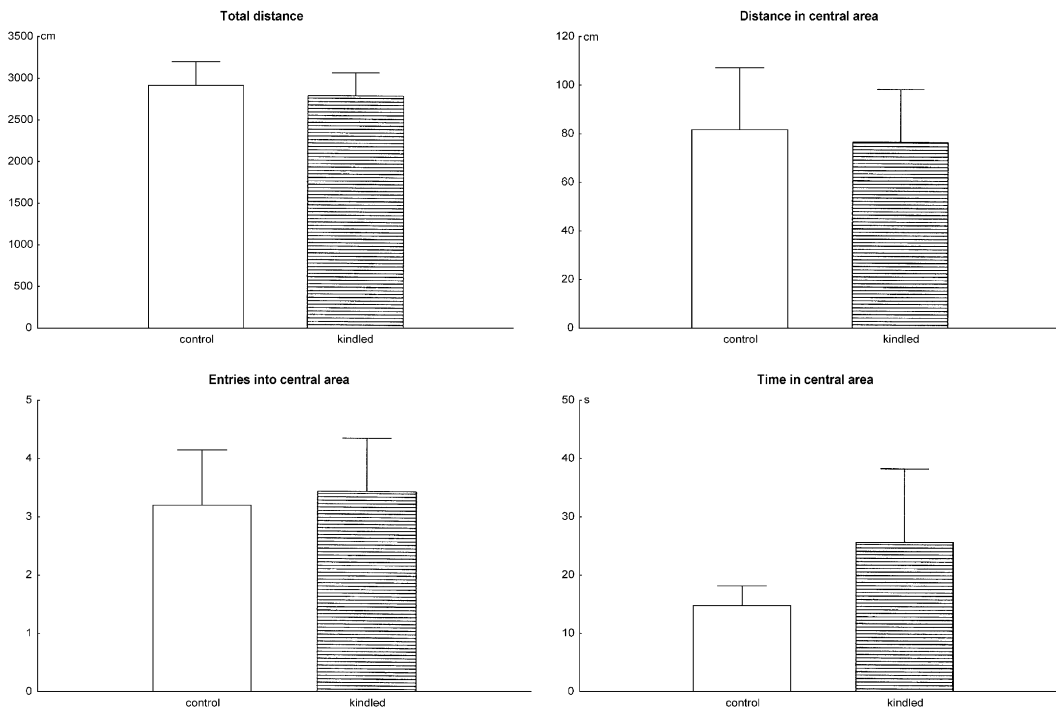 Total distance
3500 cm
3000
2500
2000
1500
1000
500
0
control kindled
Distance in central area
120 cm
100
80
60
40
20
0
control kindled
Entries into central area
5
4
3
2
1
0
control kindled
Time in central area
50 s
40
30
20
10
0
control kindled